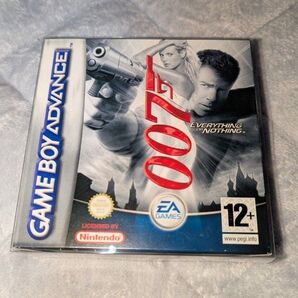 GAME BOY ADVANCE
007
EVERYTHING
OR NOTHING
EA
GAMES
12+
www.pegi.info
LICENSED BY
Nintendo